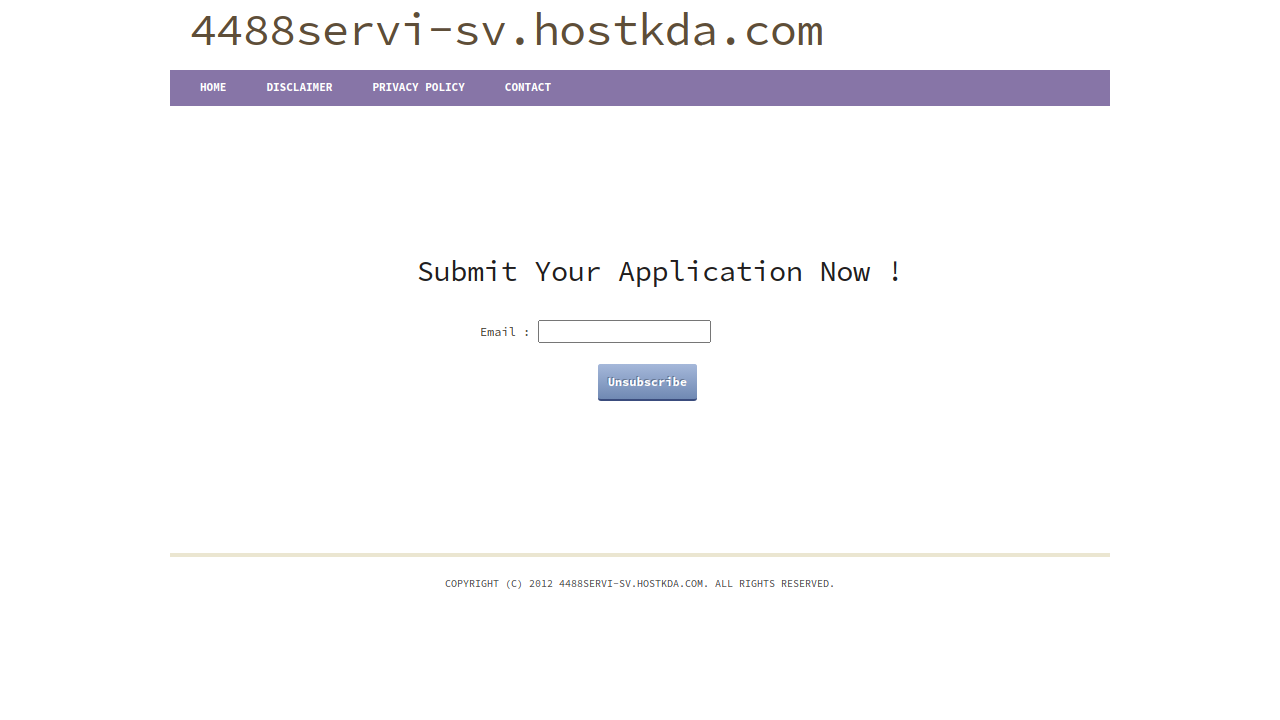 4488servi-sv.hostkda.com
HOME DISCLAIMER PRIVACY POLICY CONTACT
Submit Your Application Now !
Email :
Unsubscribe
COPYRIGHT (C) 2012 4488SERVI-SV.HOSTKDA.COM. ALL RIGHTS RESERVED.